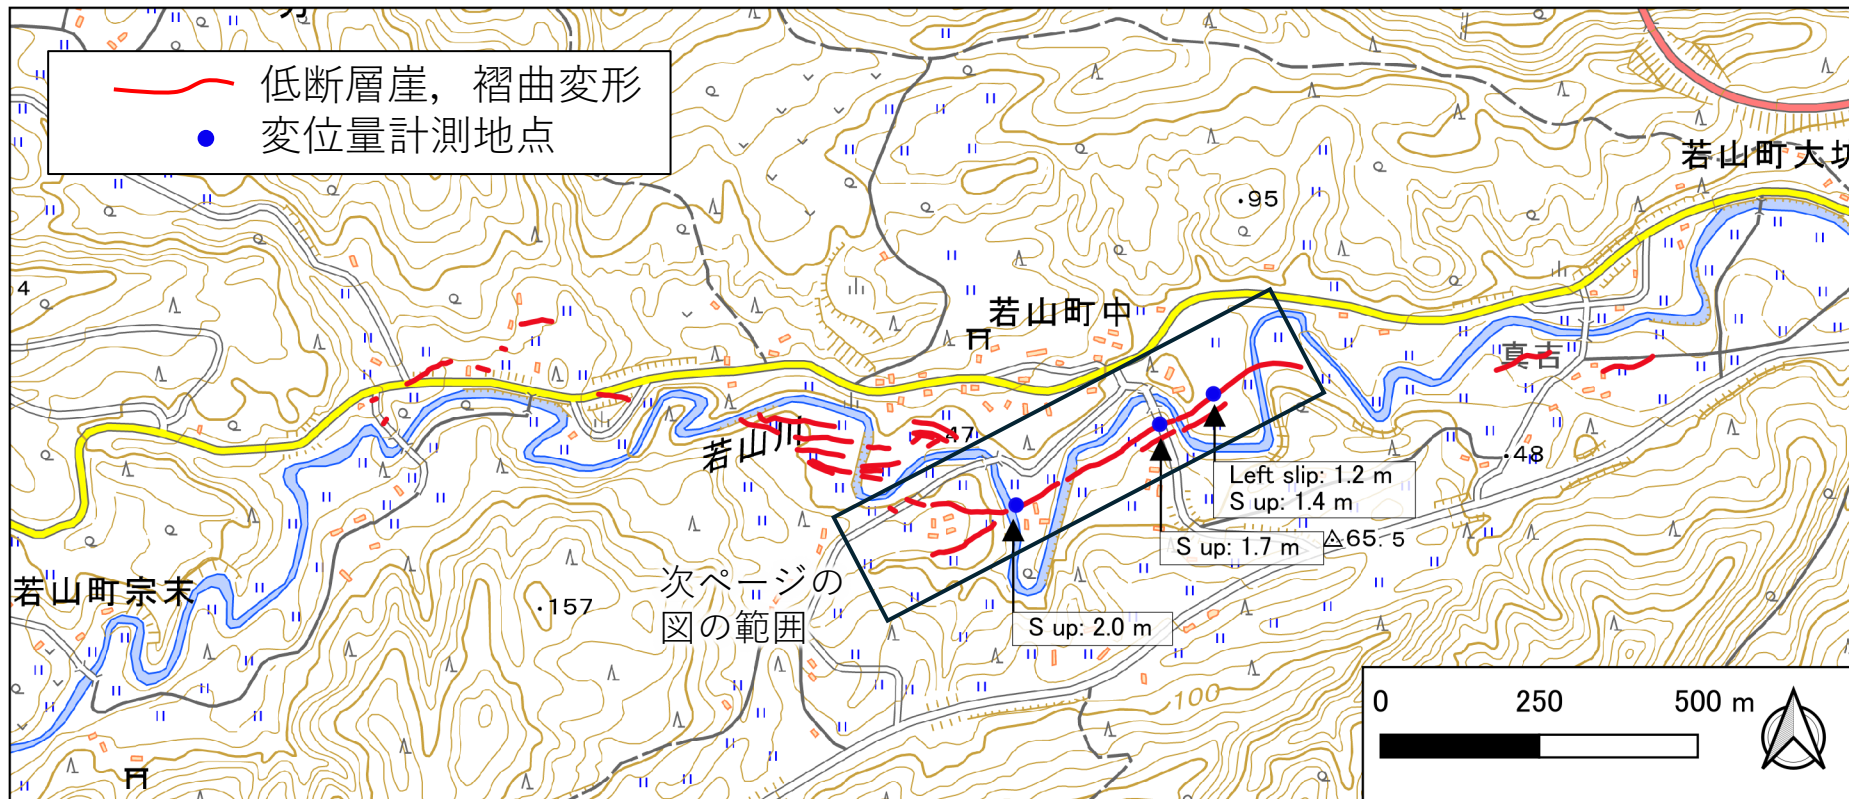 低断層崖，褶曲変形
変位量計測地点
若山町大坊
・95
4
若山町中
真吉
若山川
47
・48
Left slip: 1.2 m
S up: 1.4 m
S up: 1.7 m
65.5
次ページの
図の範囲
若山町宗末
・157
S up: 2.0 m
100
0 250 500 m